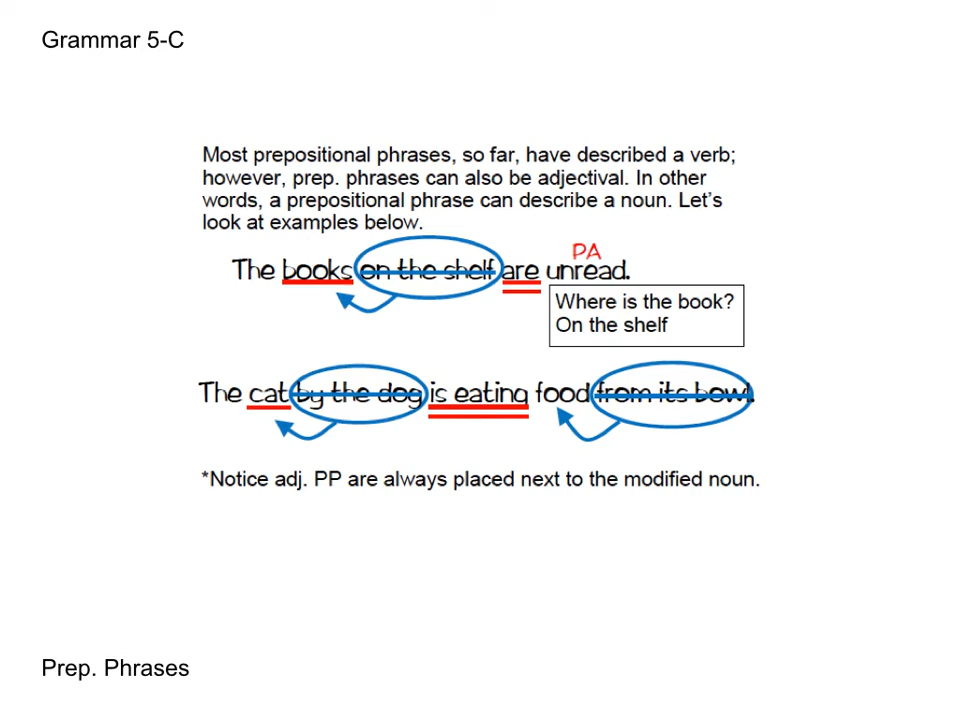 Grammar 5-C
Most prepositional phrases, so far, have described a verb;
however, prep. phrases can also be adjectival. In other
words, a prepositional phrase can describe a noun. Let's
look at examples below.
PA
The books on the shelf are unread.
Where is the book?
On the shelf
The cat by the dog is eating food from its bowl.
*Notice adj. PP are always placed next to the modified noun.
Prep. Phrases